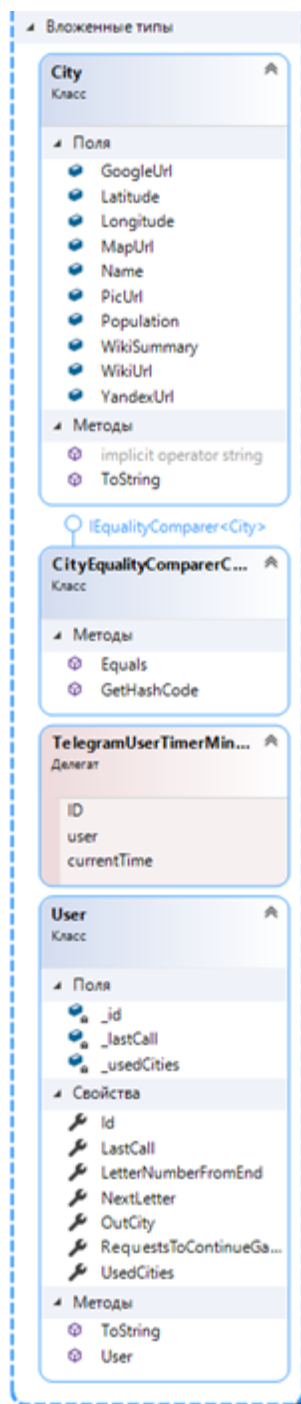 Вложенные типы
City
Класс
Поля
GoogleUrl
Latitude
Longitude
MapUrl
Name
PicUrl
Population
WikiSummary
WikiUrl
YandexUrl
Методы
implicit operator string
ToString
IEqualityComparer<City>
CityEqualityComparerC...
Класс
Методы
Equals
GetHashCode
TelegramUserTimerMin...
Делегат
ID
user
currentTime
User
Класс
Поля
_id
_lastCall
_usedCities
Свойства
Id
LastCall
LetterNumberFromEnd
NextLetter
OutCity
RequestsToContinueGa...
UsedCities
Методы
ToString
User